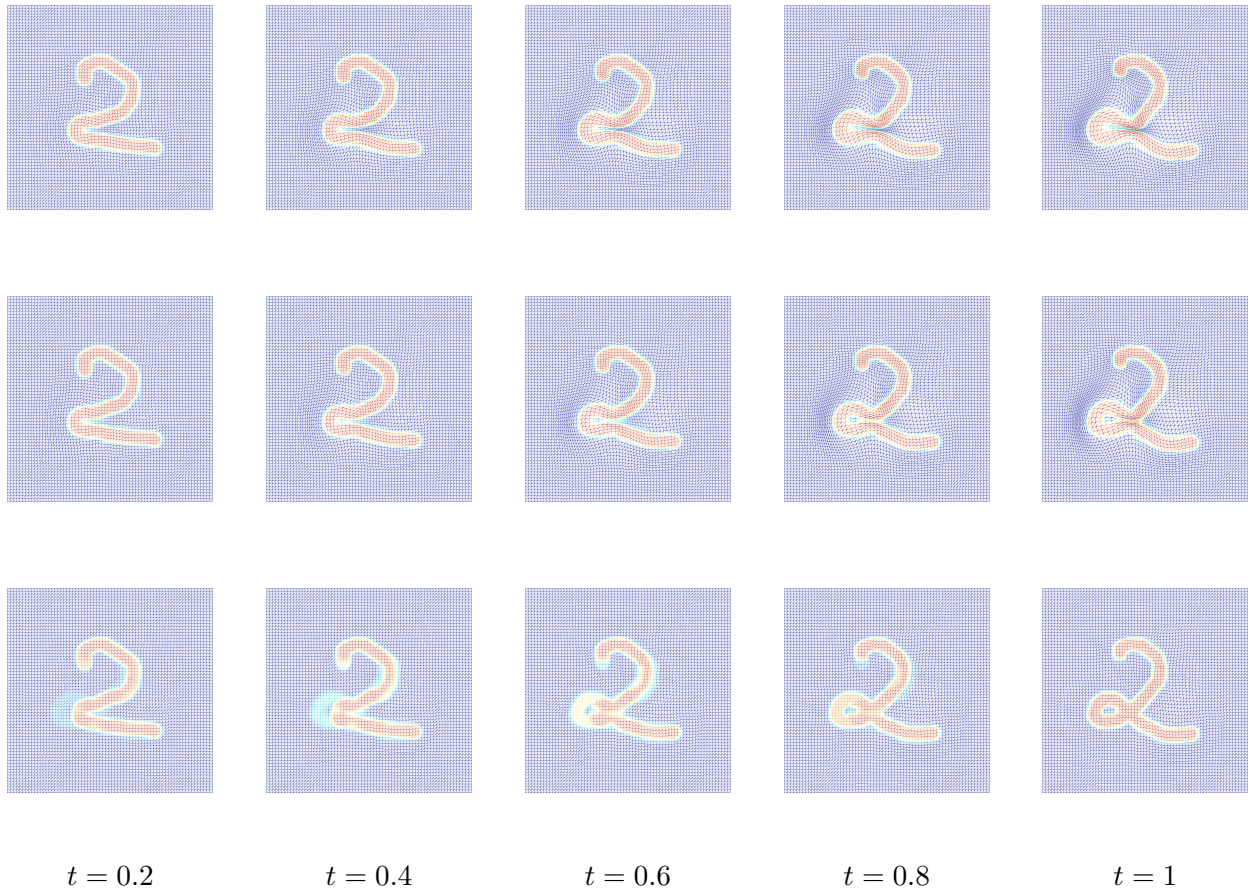 t = 0.2 t = 0.4 t = 0.6 t = 0.8 t = 1